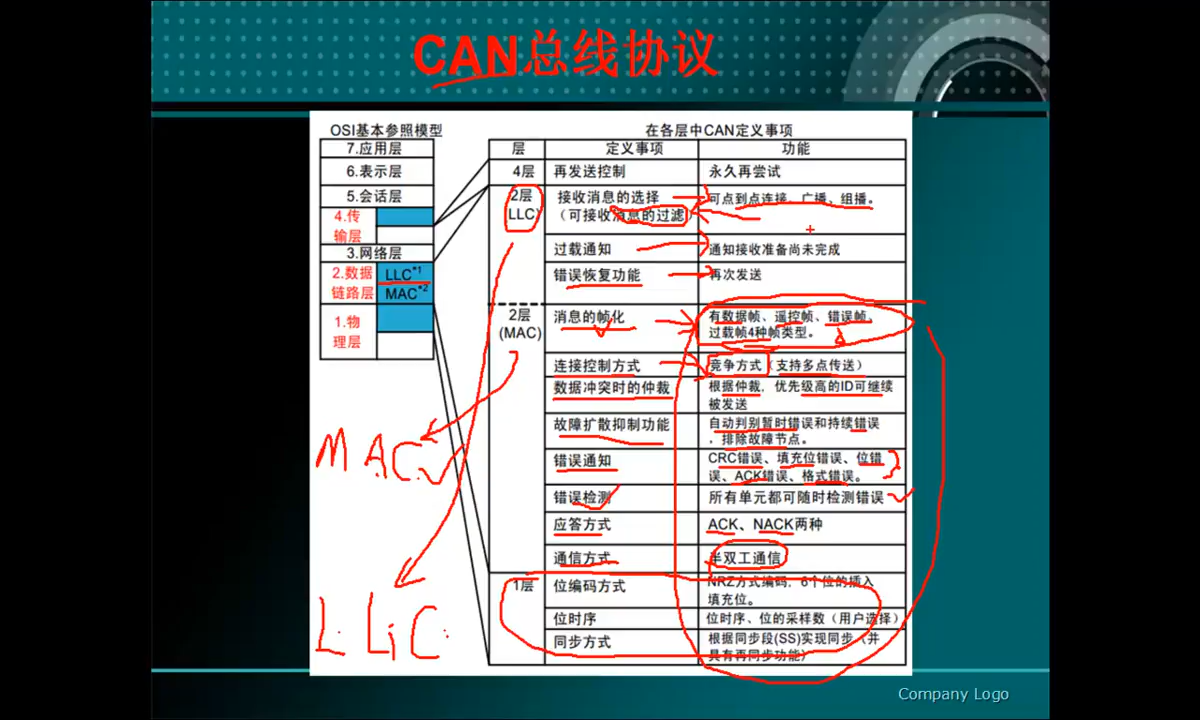 CAN总线协议
OSI基本参照模型
在各层中CAN定义事项
7.应用层
6.表示层
5.会话层
4.传
输层
3.网络层
2.数据
链路层
LLC*1
MAC*2
1.物
理层
层 定义事项 功能
4层 再发送控制 永久再尝试
2层
LLC)
接收消息的选择
(可接收消息的过滤)
可点到点连接、广播、组播。
过载通知 通知接收准备尚未完成
错误恢复功能 再次发送
2层
(MAC)
消息的帧化
有数据帧、遥控帧、错误帧、
过载帧4种帧类型。
连接控制方式 竞争方式(支持多点传送)
数据冲突时的仲裁
根据仲裁，优先级高的ID可继续
被发送
故障扩散抑制功能
自动判别暂时错误和持续错误
，排除故障节点。
错误通知
CRC错误、填充位错误、位错
误、ACK错误、格式错误。
错误检测 所有单元都可随时检测错误
应答方式 ACK、NACK两种
通信方式 半双工通信
1层 位编码方式
NRZ方式编码，6个位的插入
填充位。
位时序 位时序、位的采样数（用户选择）
同步方式
根据同步段(SS)实现同步（并
具有再同步功能）
MAC
LLC
Company Logo